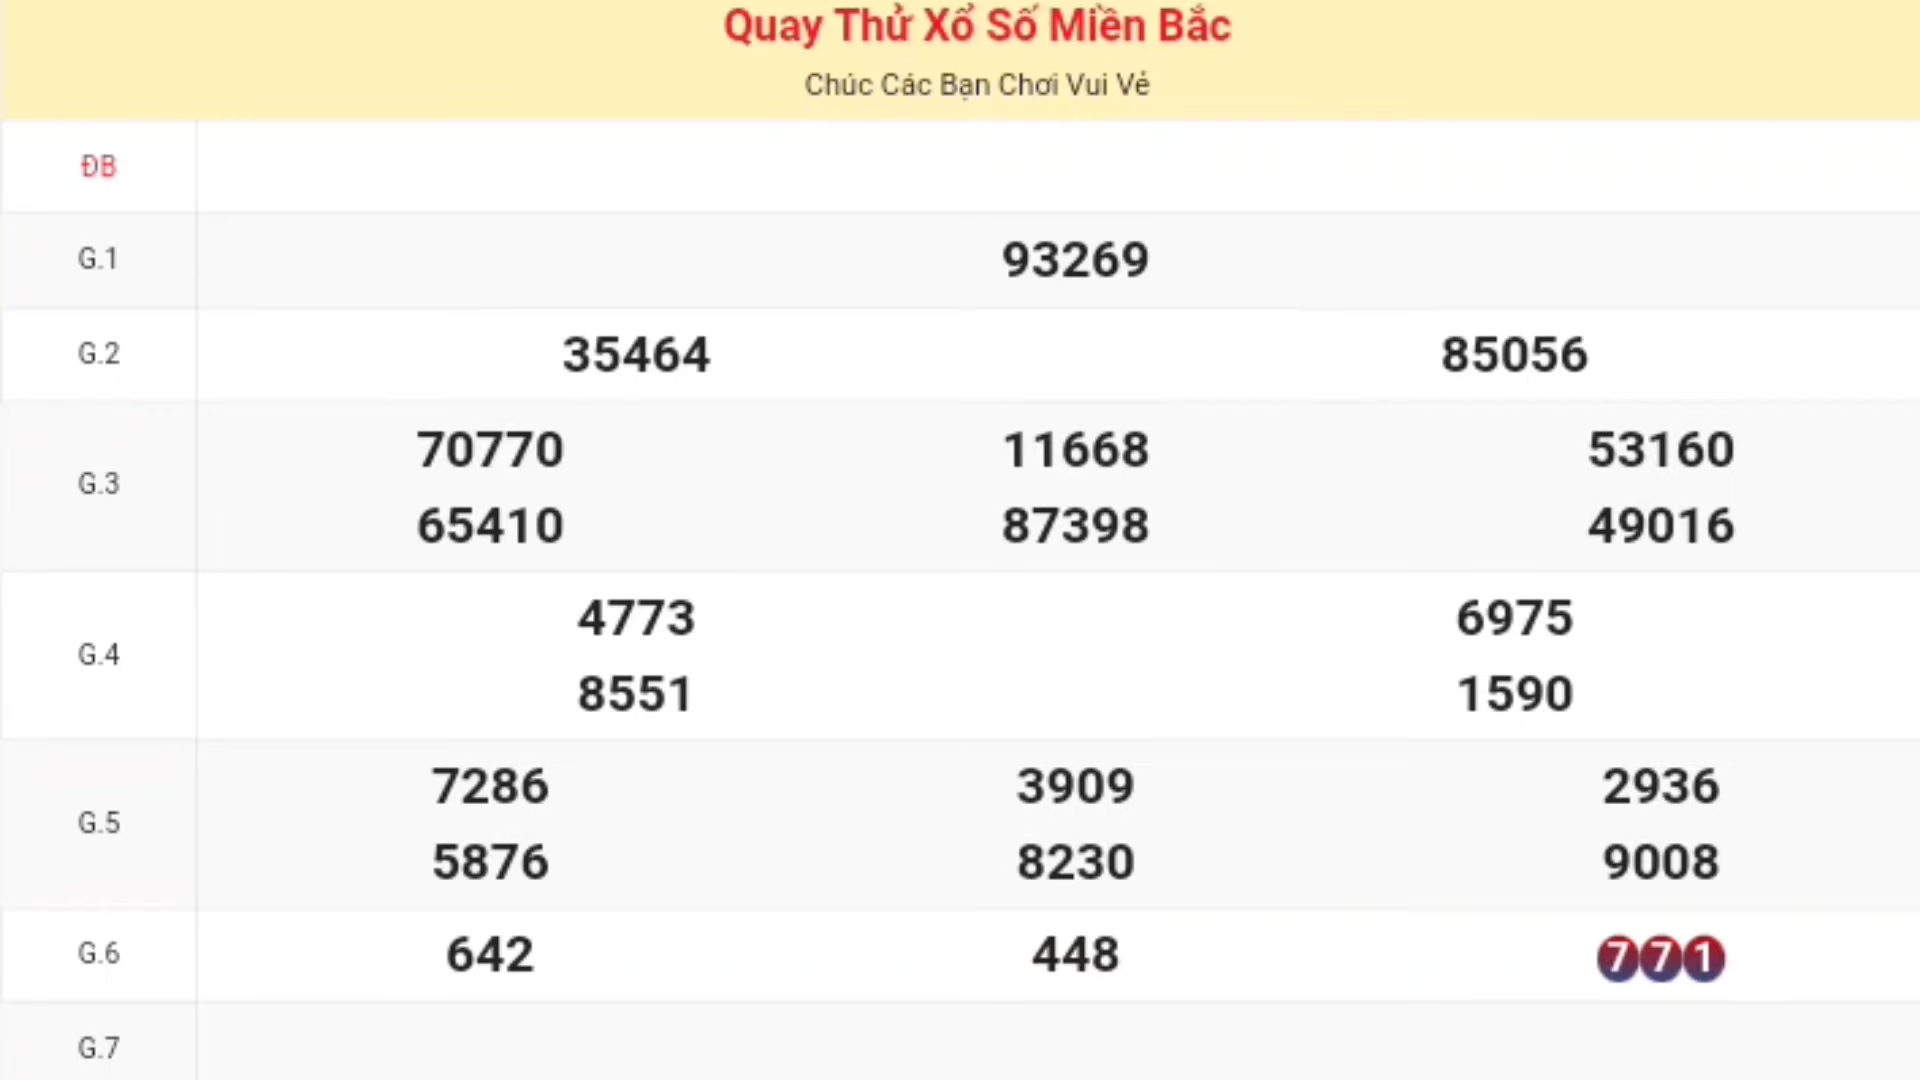 Quay Thử Xổ Số Miền Bắc
Chúc Các Bạn Chơi Vui Vẻ
ĐB
G.1 93269
G.2 35464 85056
G.3 70770 11668 53160
65410 87398 49016
G.4 4773 6975
8551 1590
G.5 7286 3909 2936
5876 8230 9008
G.6 642 448 771
G.7